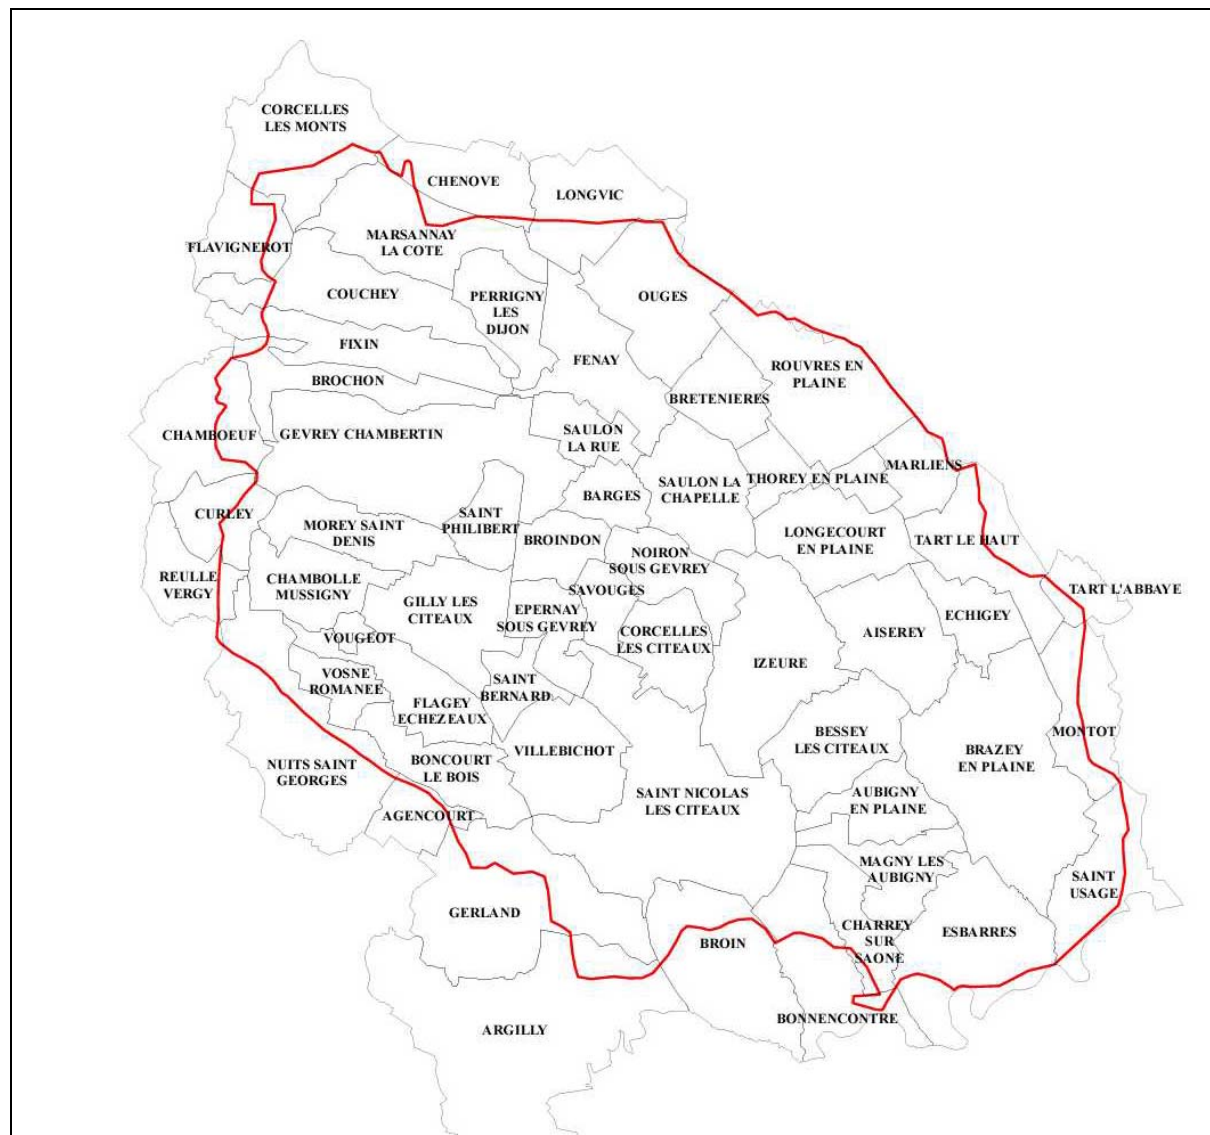 CORCELLES
LES MONTS
CHENOVE
LONGVIC
MARSANNAY
LA COTE
FLAVIGNEROT
COUCHEY
PERRIGNY
LES
DIJON
OUGES
FIXIN
FENAY
ROUVRES EN
PLAINE
BROCHON
BRETENIERES
CHAMBOEUF
GEVREY CHAMBERTIN
SAULON
LA RUE
MARLIENS
THOREY EN PLAINE
SAULON LA
CHAPELLE
BARGES
CURLEY
MOREY SAINT
DENIS
SAINT
PHILIBERT
BROINDON
LONGECOURT
EN PLAINE
TART LE HAUT
NOIRON
SOUS GEVREY
REULLE
VERGY
CHAMBOLLE
MUSSIGNY
GILLY LES
CITEAUX
SAVOUGES
TART L'ABBAYE
EPERNAY
SOUS GEVREY
ECHIGEY
CORCELLES
LES CITEAUX
AISEREY
VOUGEOT
IZEURE
VOSNE
ROMANEE
SAINT
BERNARD
FLAGEY
ECHEZEAUX
BESSEY
LES CITEAUX
MONTOT
VILLEBICHOT
BRAZEY
EN PLAINE
NUITS SAINT
GEORGES
BONCOURT
LE BOIS
SAINT NICOLAS
LES CITEAUX
AUBIGNY
EN PLAINE
AGENCOURT
MAGNY LES
AUBIGNY
SAINT
USAGE
GERLAND
CHARREY
SUR
SAONE
ESBARRES
BROIN
BONNENCONTRE
ARGILLY